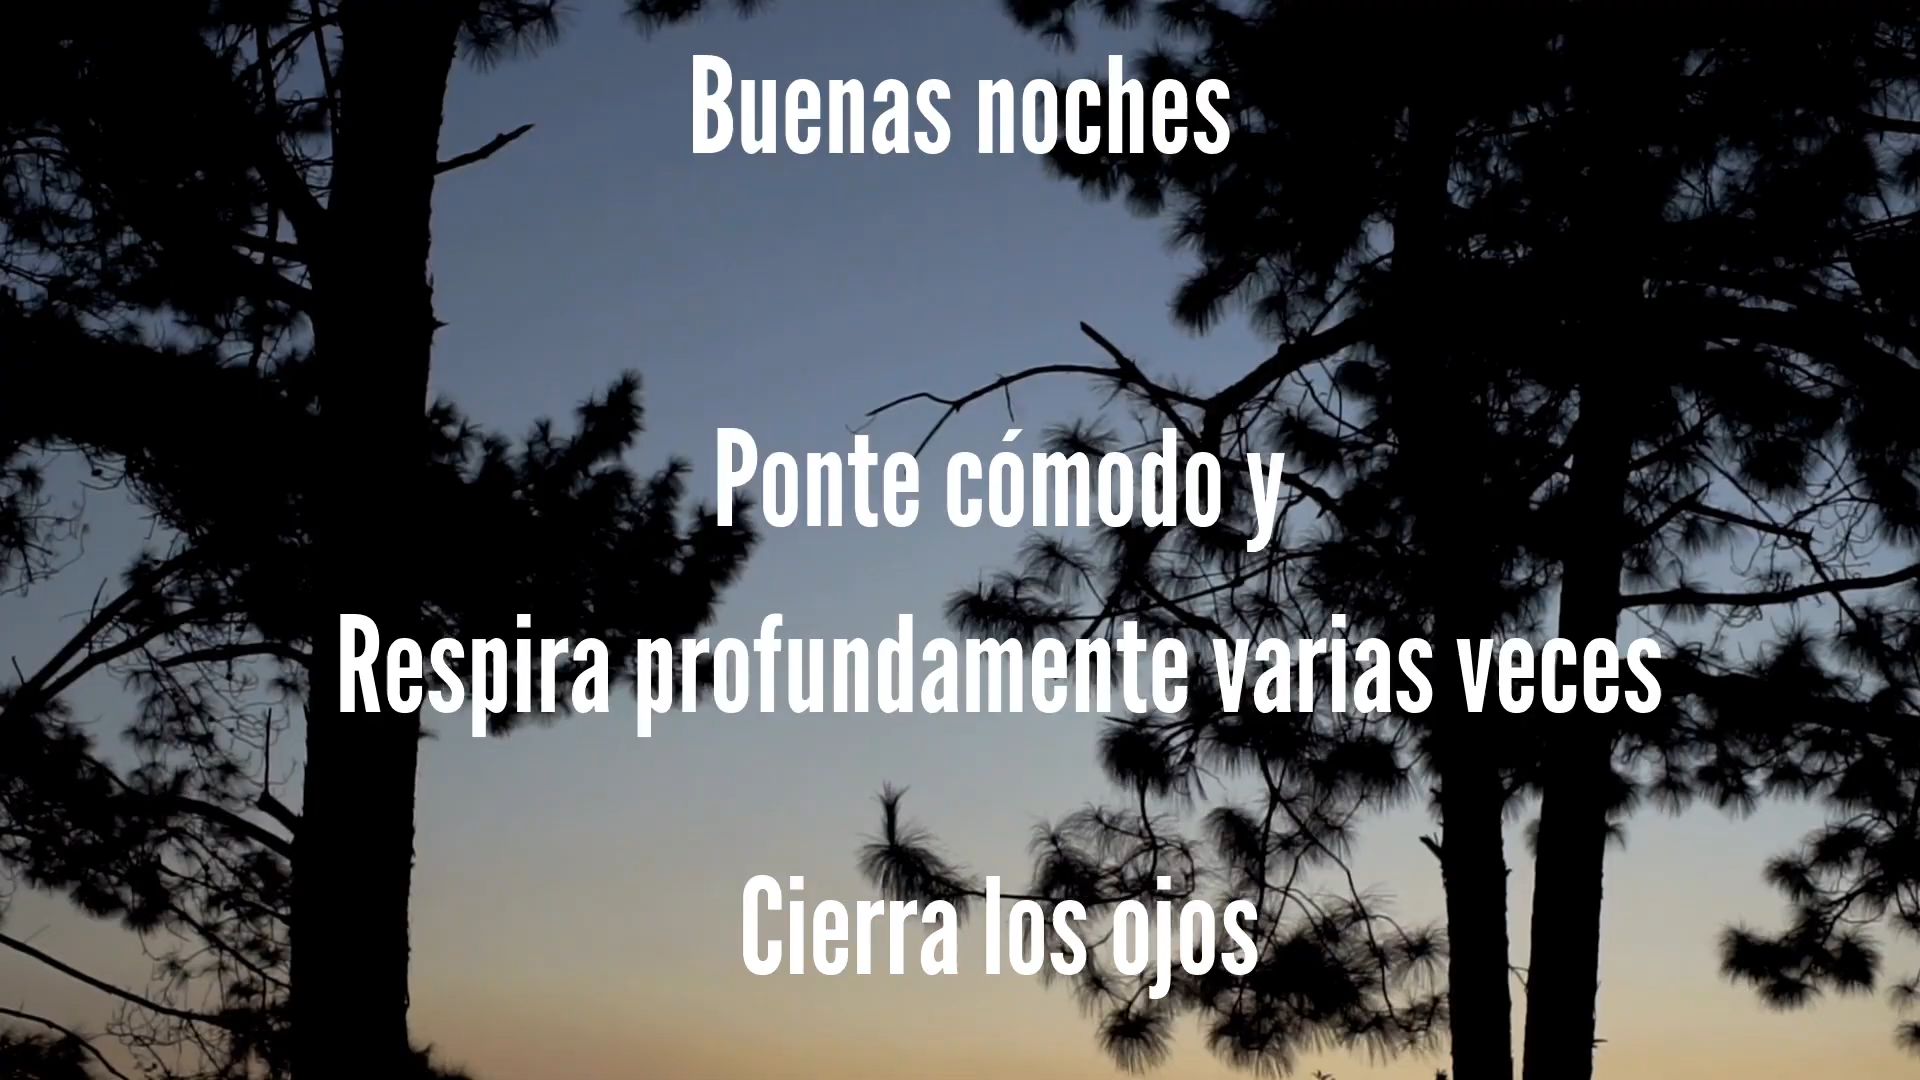 Buenas noches
Ponte cómodo y
Respira profundamente varias veces
Cierra los ojos